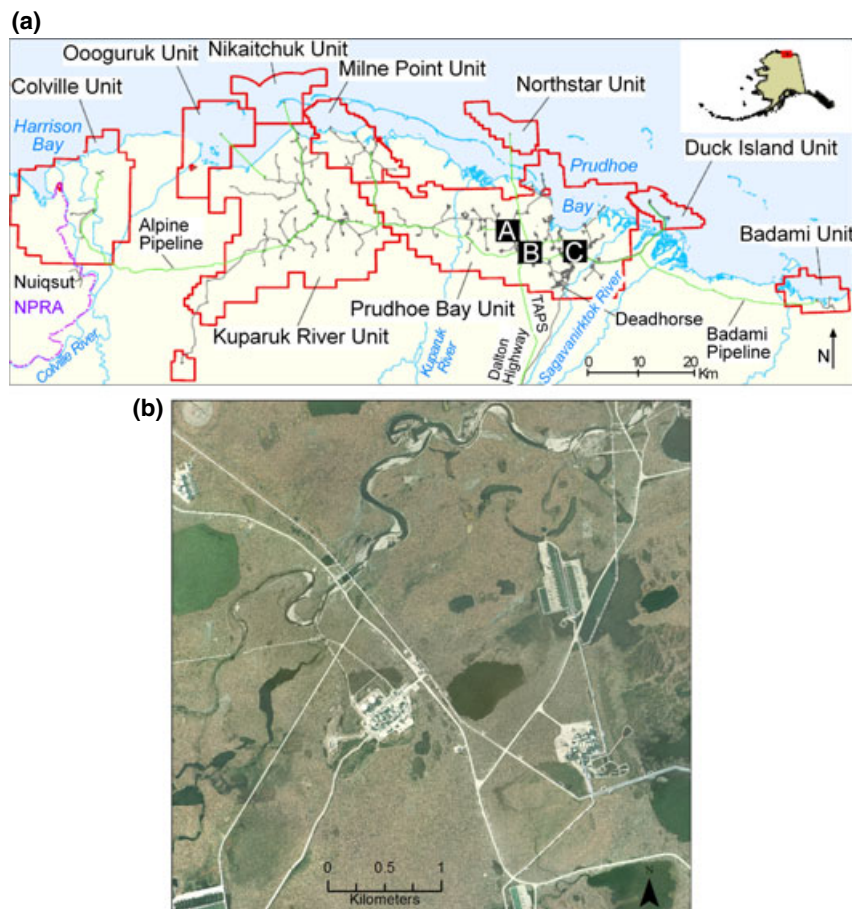 (a)
Nikaitchuk Unit
Oooguruk Unit
Milne Point Unit
Colville Unit
Northstar Unit
Harrison
Bay
Prudhoe
Bay
Duck Island Unit
Alpine
Pipeline
A
B
C
Badami Unit
Nuiqsut
NPRA
Prudhoe Bay Unit
Kuparuk River Unit
Colville River
Kuparuk
River
Dalton
Highway
TAPS
Sagavanirktok River
Deadhorse
Badami
Pipeline
N
0 10 20
Km
(b)
0 0.5 1
Kilometers
N